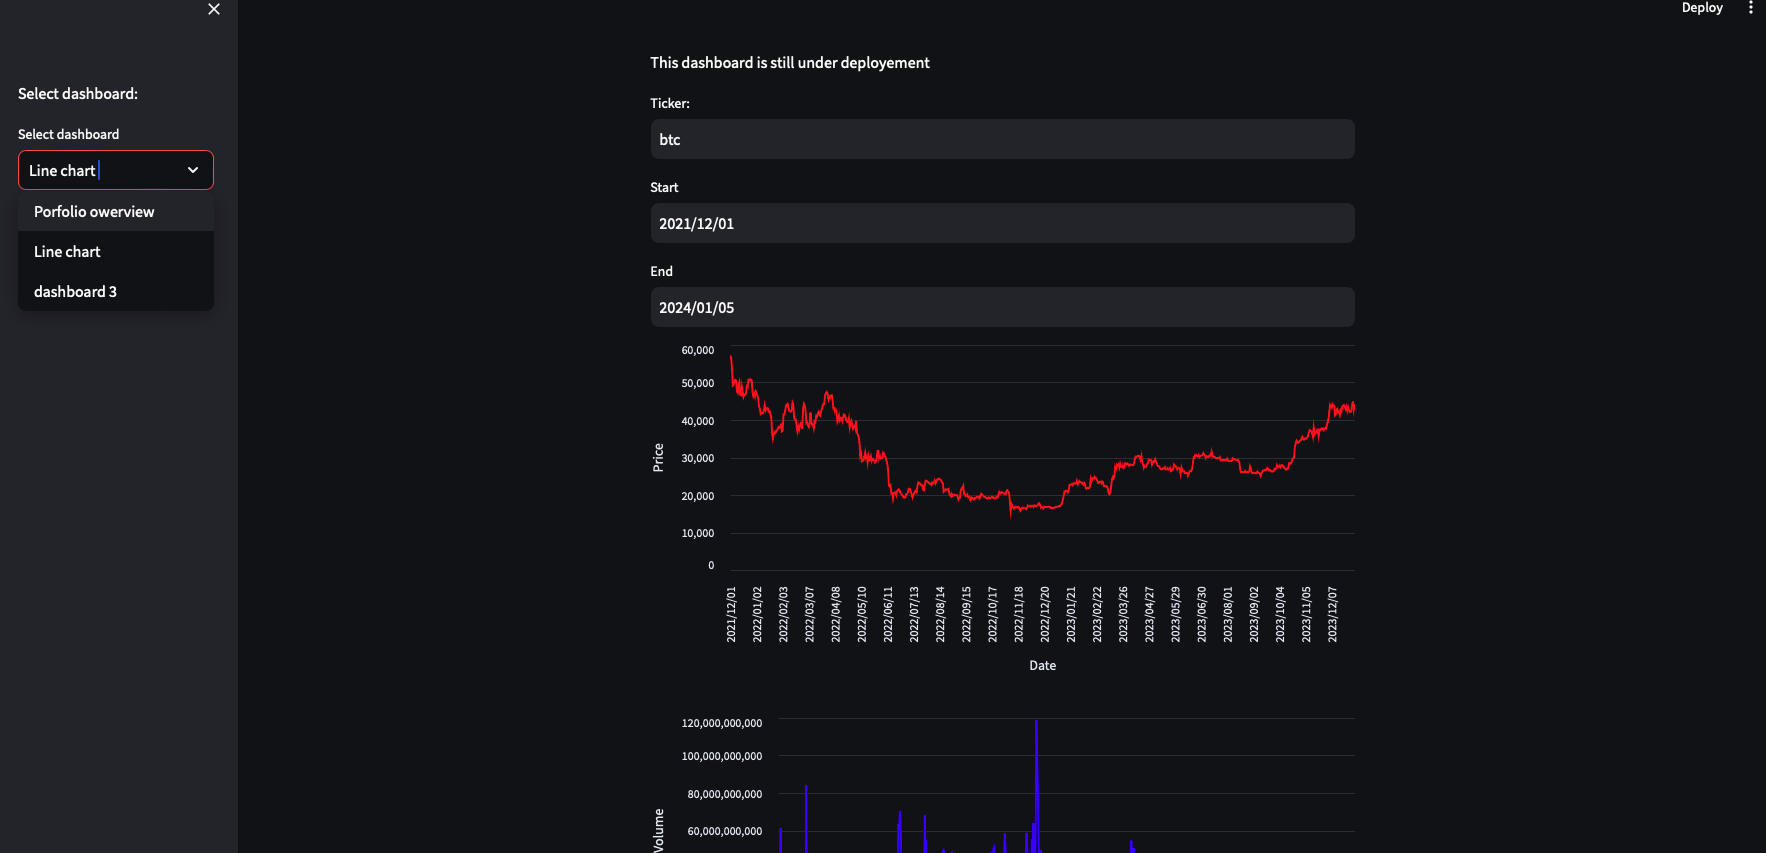 Deploy
Select dashboard:
Select dashboard
Line chart
Porfolio owerview
Line chart
dashboard 3
This dashboard is still under deployement
Ticker:
btc
Start
2021/12/01
End
2024/01/05
60,000
50,000
40,000
30,000
20,000
10,000
0
Price
2021/12/01
2022/01/02
2022/02/03
2022/03/07
2022/04/08
2022/05/10
2022/06/11
2022/07/13
2022/08/14
2022/09/15
2022/10/17
2022/11/18
2022/12/20
2023/01/21
2023/02/22
2023/03/26
2023/04/27
2023/05/29
2023/06/30
2023/08/01
2023/09/02
2023/10/04
2023/11/05
2023/12/07
Date
120,000,000,000
100,000,000,000
80,000,000,000
60,000,000,000
Volume